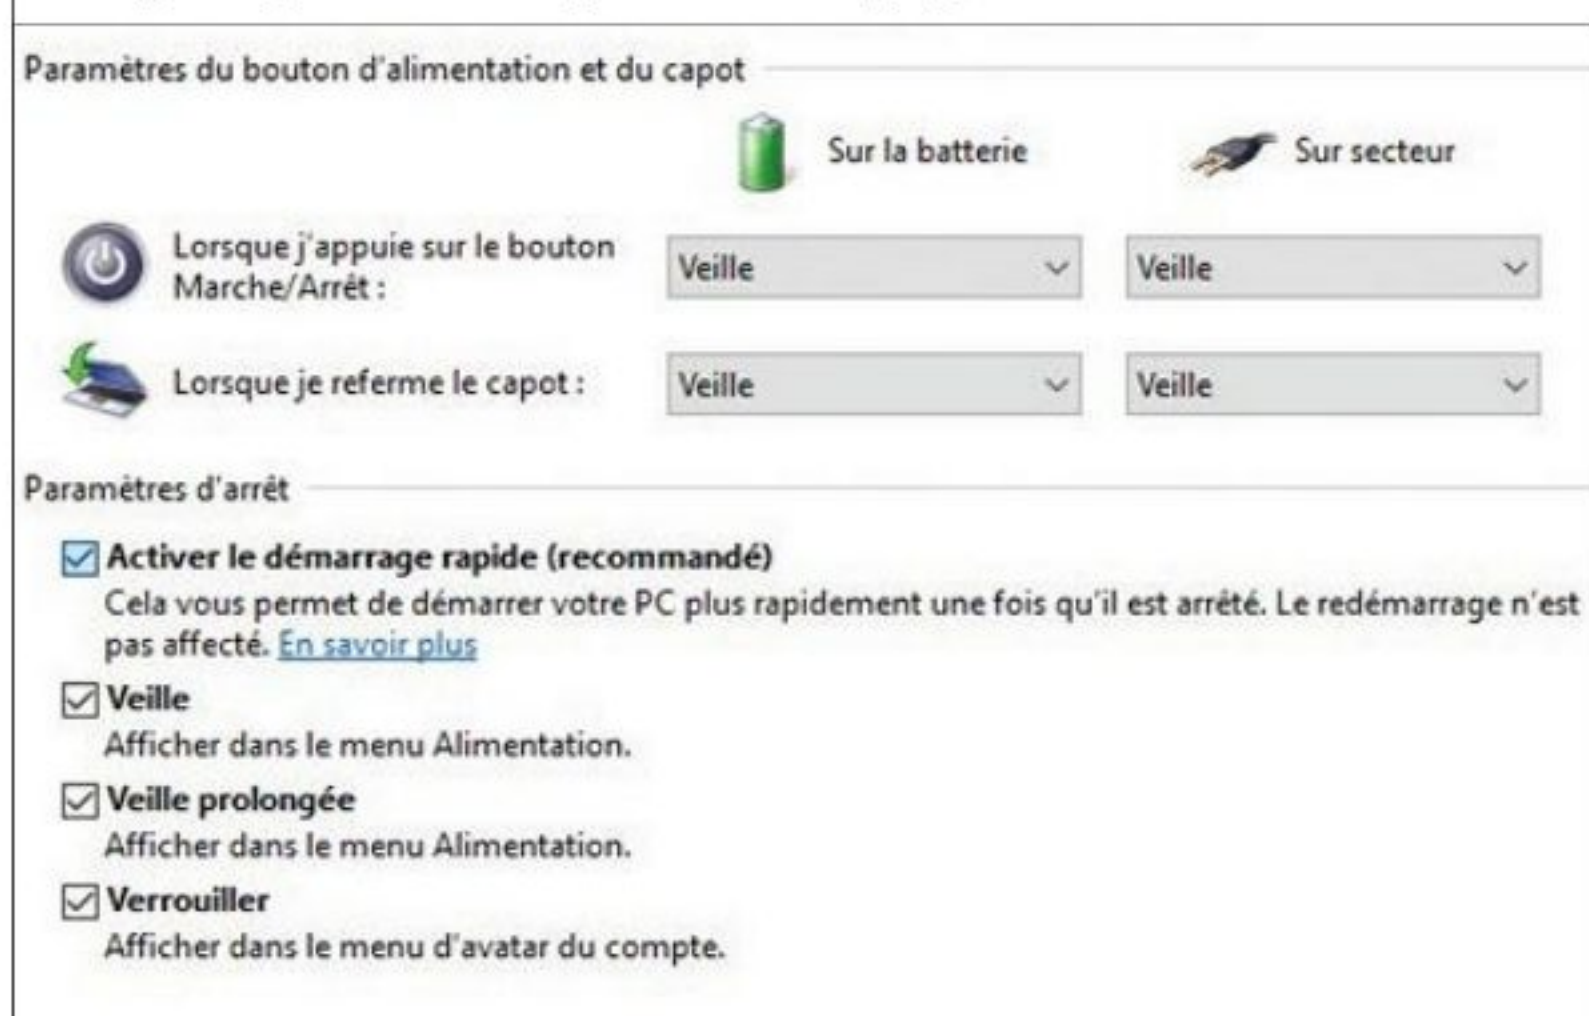 Paramètres du bouton d'alimentation et du capot
Sur la batterie
Sur secteur
Lorsque j'appuie sur le bouton
Marche/Arrêt :
Veille
Veille
Lorsque je referme le capot :
Veille
Veille
Paramètres d'arrêt
Activer le démarrage rapide (recommandé)
Cela vous permet de démarrer votre PC plus rapidement une fois qu'il est arrêté. Le redémarrage n'est
pas affecté. En savoir plus
Veille
Afficher dans le menu Alimentation.
Veille prolongée
Afficher dans le menu Alimentation.
Verrouiller
Afficher dans le menu d'avatar du compte.